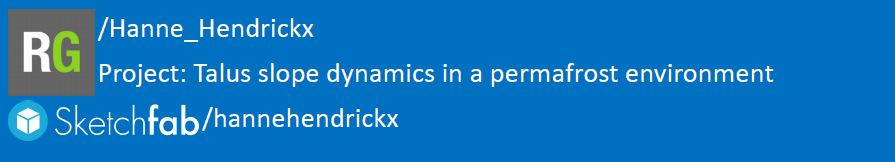 RG /Hanne_Hendrickx
Project: Talus slope dynamics in a permafrost environment
Sketchfab/hannehendrickx